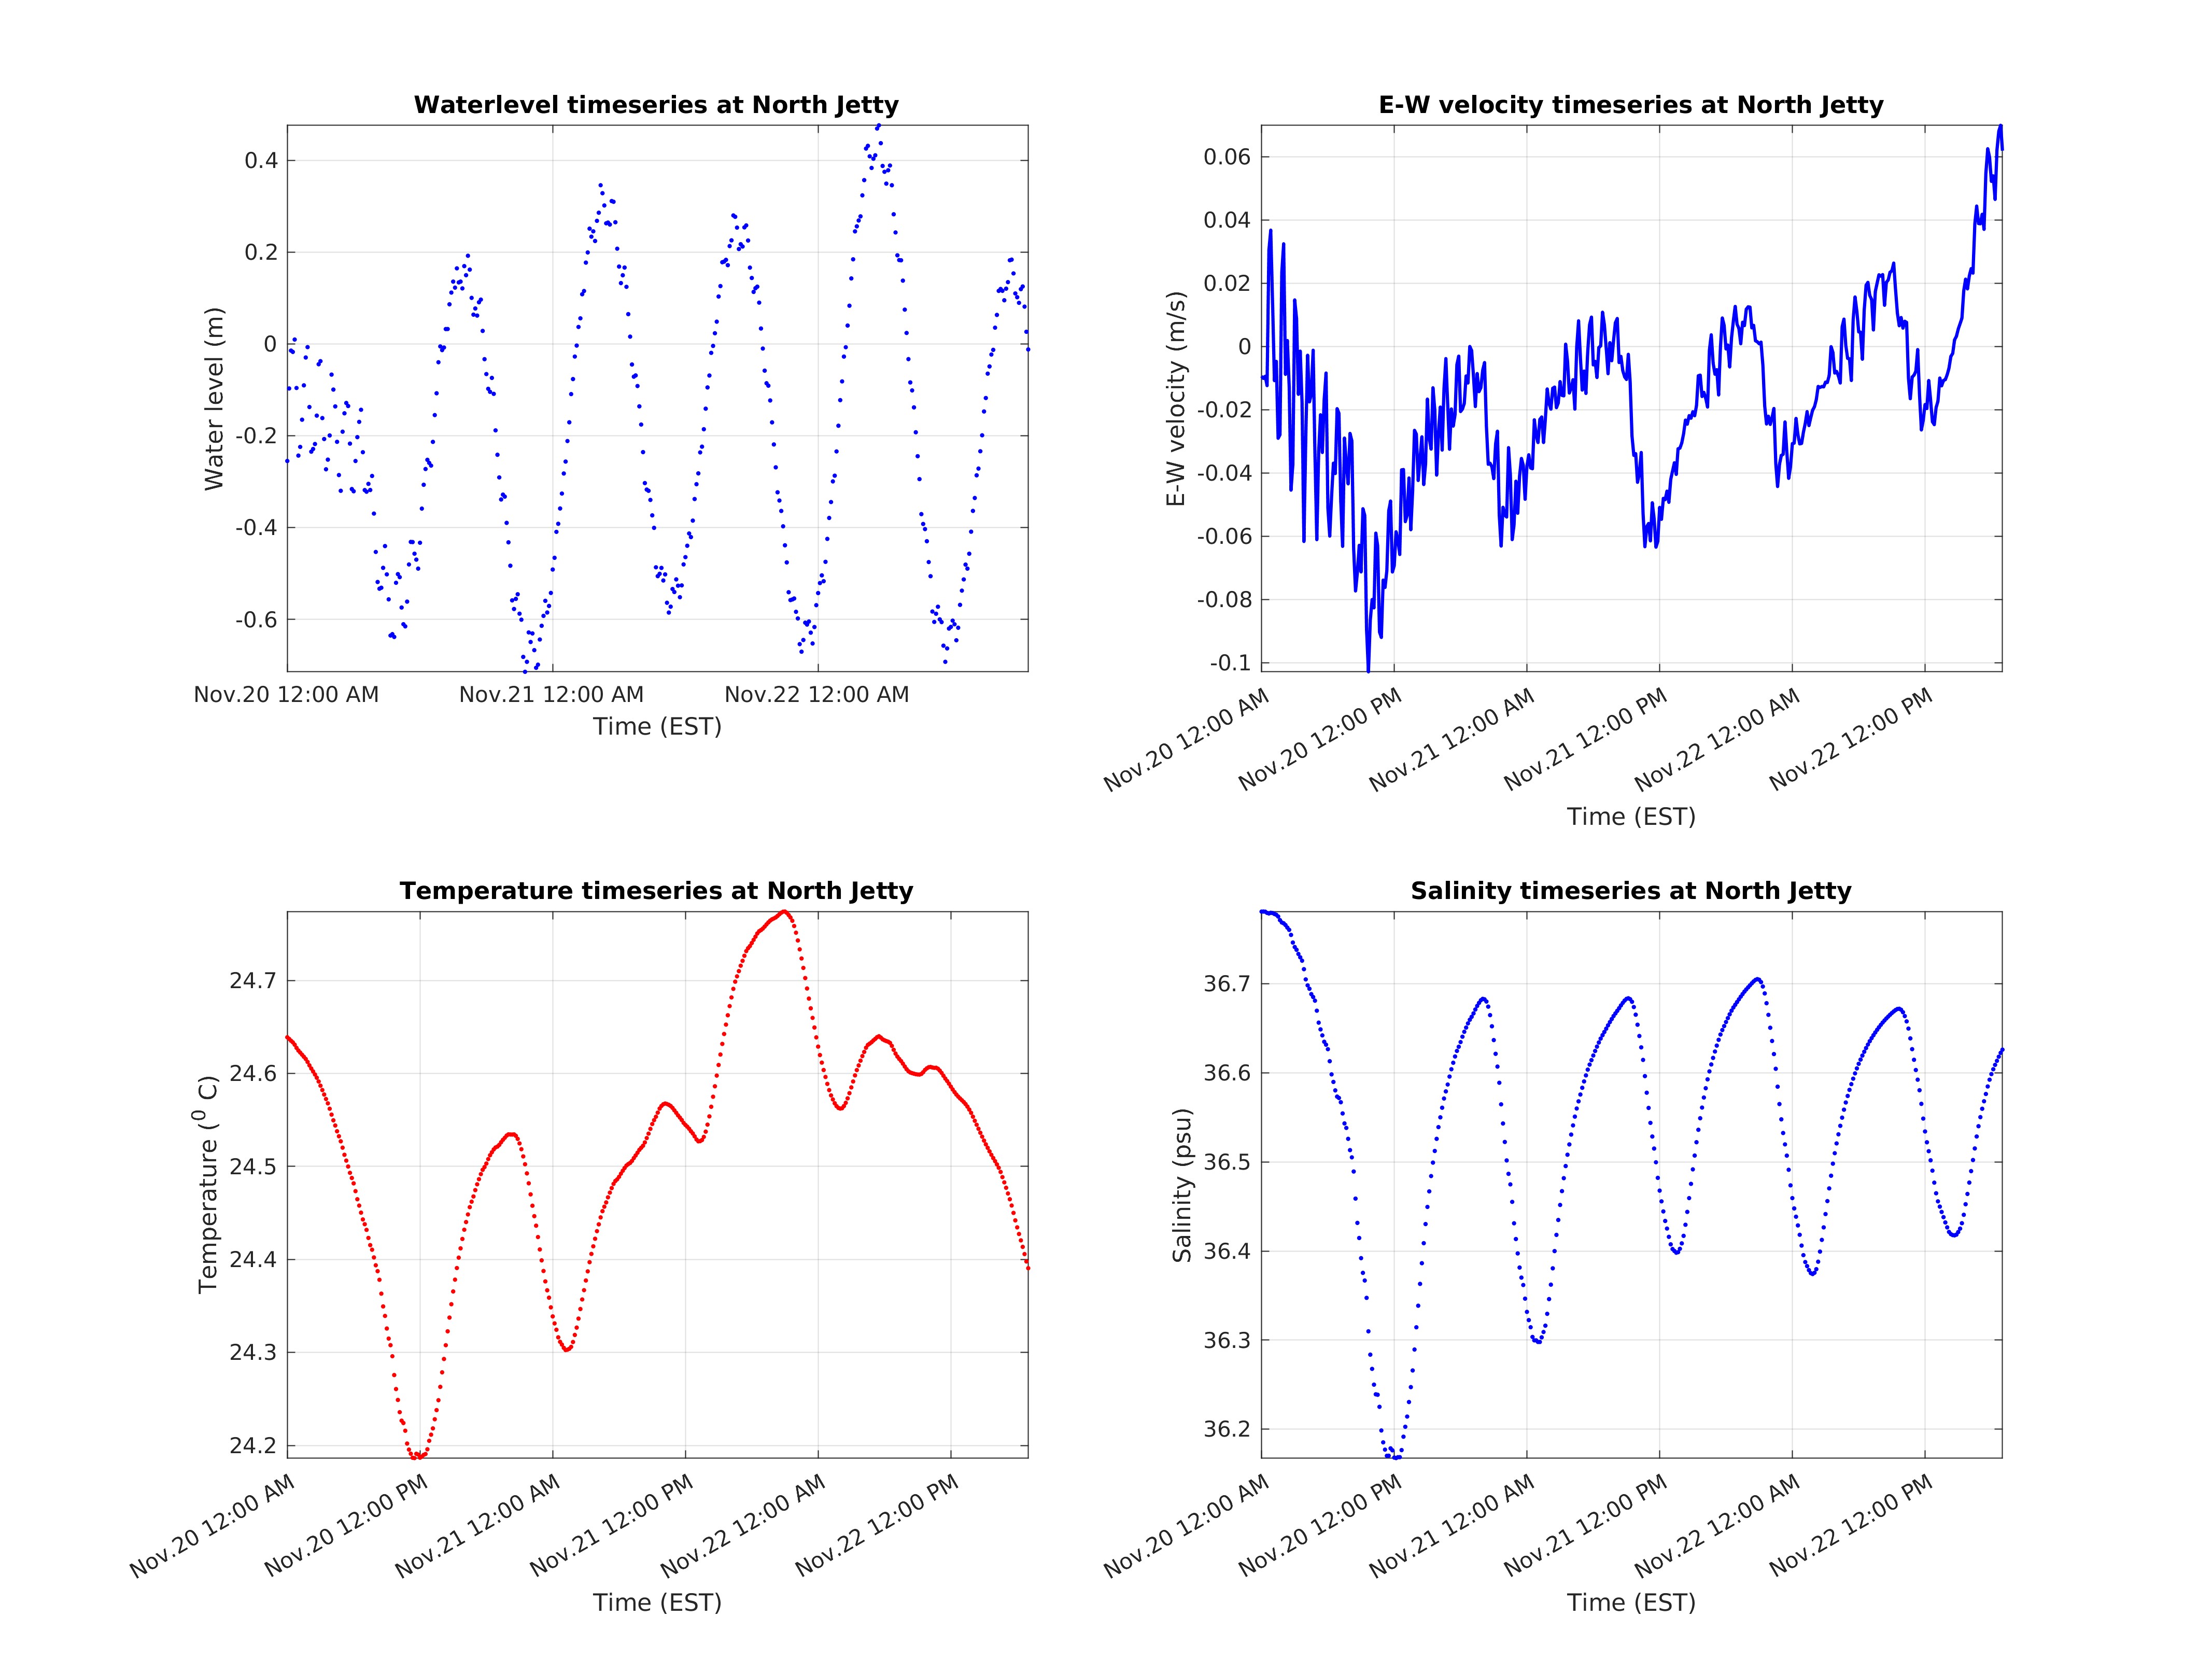 Waterlevel timeseries at North Jetty
Water level (m)
0.4
0.2
0
-0.2
-0.4
-0.6
Nov.20 12:00 AM
Nov.21 12:00 AM
Nov.22 12:00 AM
Time (EST)
E-W velocity timeseries at North Jetty
E-W velocity (m/s)
0.06
0.04
0.02
0
-0.02
-0.04
-0.06
-0.08
-0.1
Nov.20 12:00 AM
Nov.20 12:00 PM
Nov.21 12:00 AM
Nov.21 12:00 PM
Nov.22 12:00 AM
Nov.22 12:00 PM
Time (EST)
Temperature timeseries at North Jetty
Temperature (⁰ C)
24.7
24.6
24.5
24.4
24.3
24.2
Nov.20 12:00 AM
Nov.20 12:00 PM
Nov.21 12:00 AM
Nov.21 12:00 PM
Nov.22 12:00 AM
Nov.22 12:00 PM
Time (EST)
Salinity timeseries at North Jetty
Salinity (psu)
36.7
36.6
36.5
36.4
36.3
36.2
Nov.20 12:00 AM
Nov.20 12:00 PM
Nov.21 12:00 AM
Nov.21 12:00 PM
Nov.22 12:00 AM
Nov.22 12:00 PM
Time (EST)